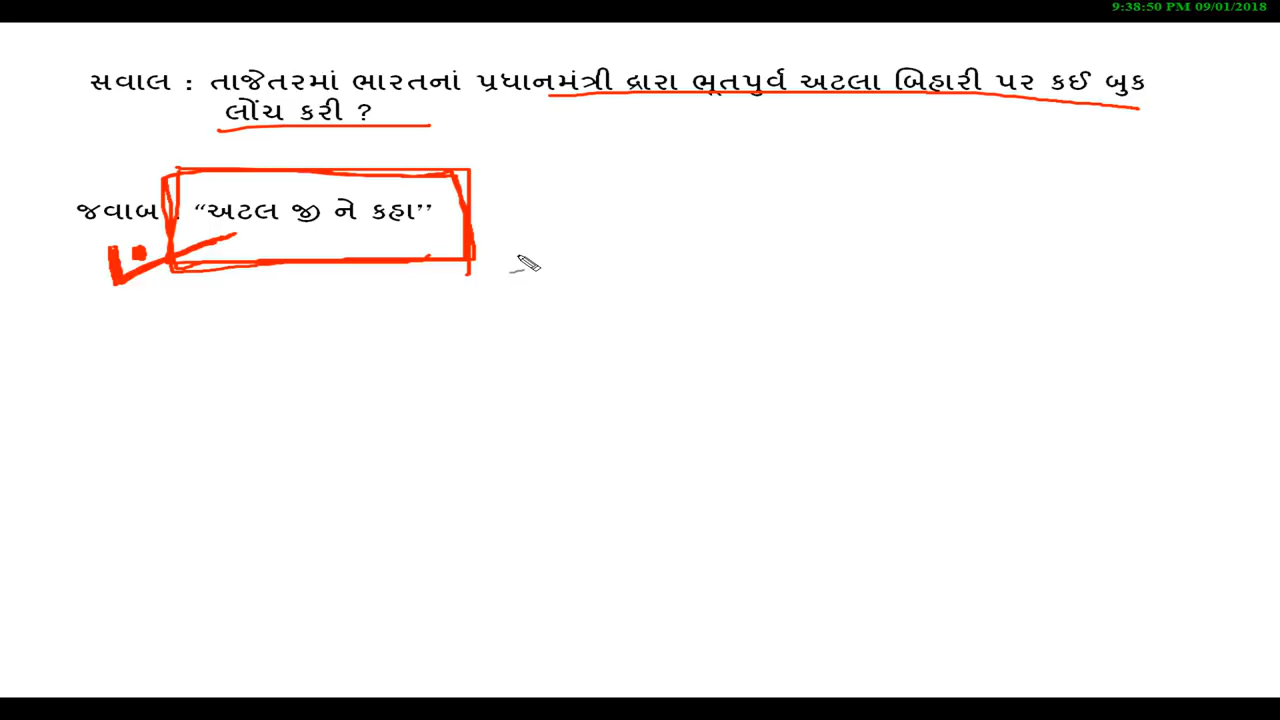 9:38:50 PM 09/01/2018
સવાલ : તાજેતરમાં ભારતનાં પ્રધાનમંત્રી દ્રારા ભૂતપુર્વ અટલા બિહારી પર કઈ બુક
લોંચ કરી ?
જવાબ : “અટલ જી ને કહા’’